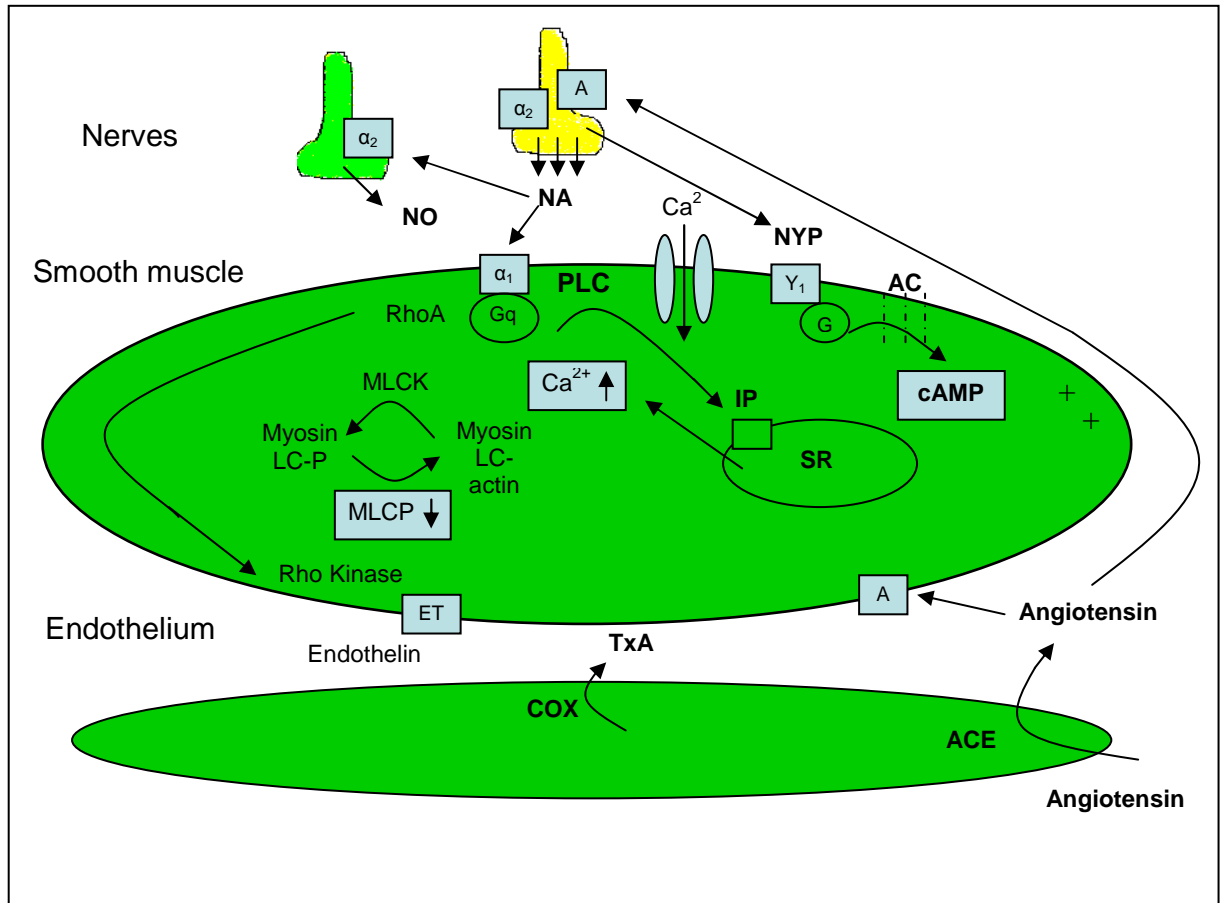 A
α₂
Nerves
α₂
NA
NO
Ca²
NYP
Smooth muscle
α₁
PLC
Y₁
AC
RhoA
Gq
G
MLCK
Ca²⁺
IP
cAMP
+
+
Myosin
LC-P
Myosin
LC-
actin
SR
MLCP
Rho Kinase
ET
A
Angiotensin
Endothelium
Endothelin
TxA
COX
ACE
Angiotensin